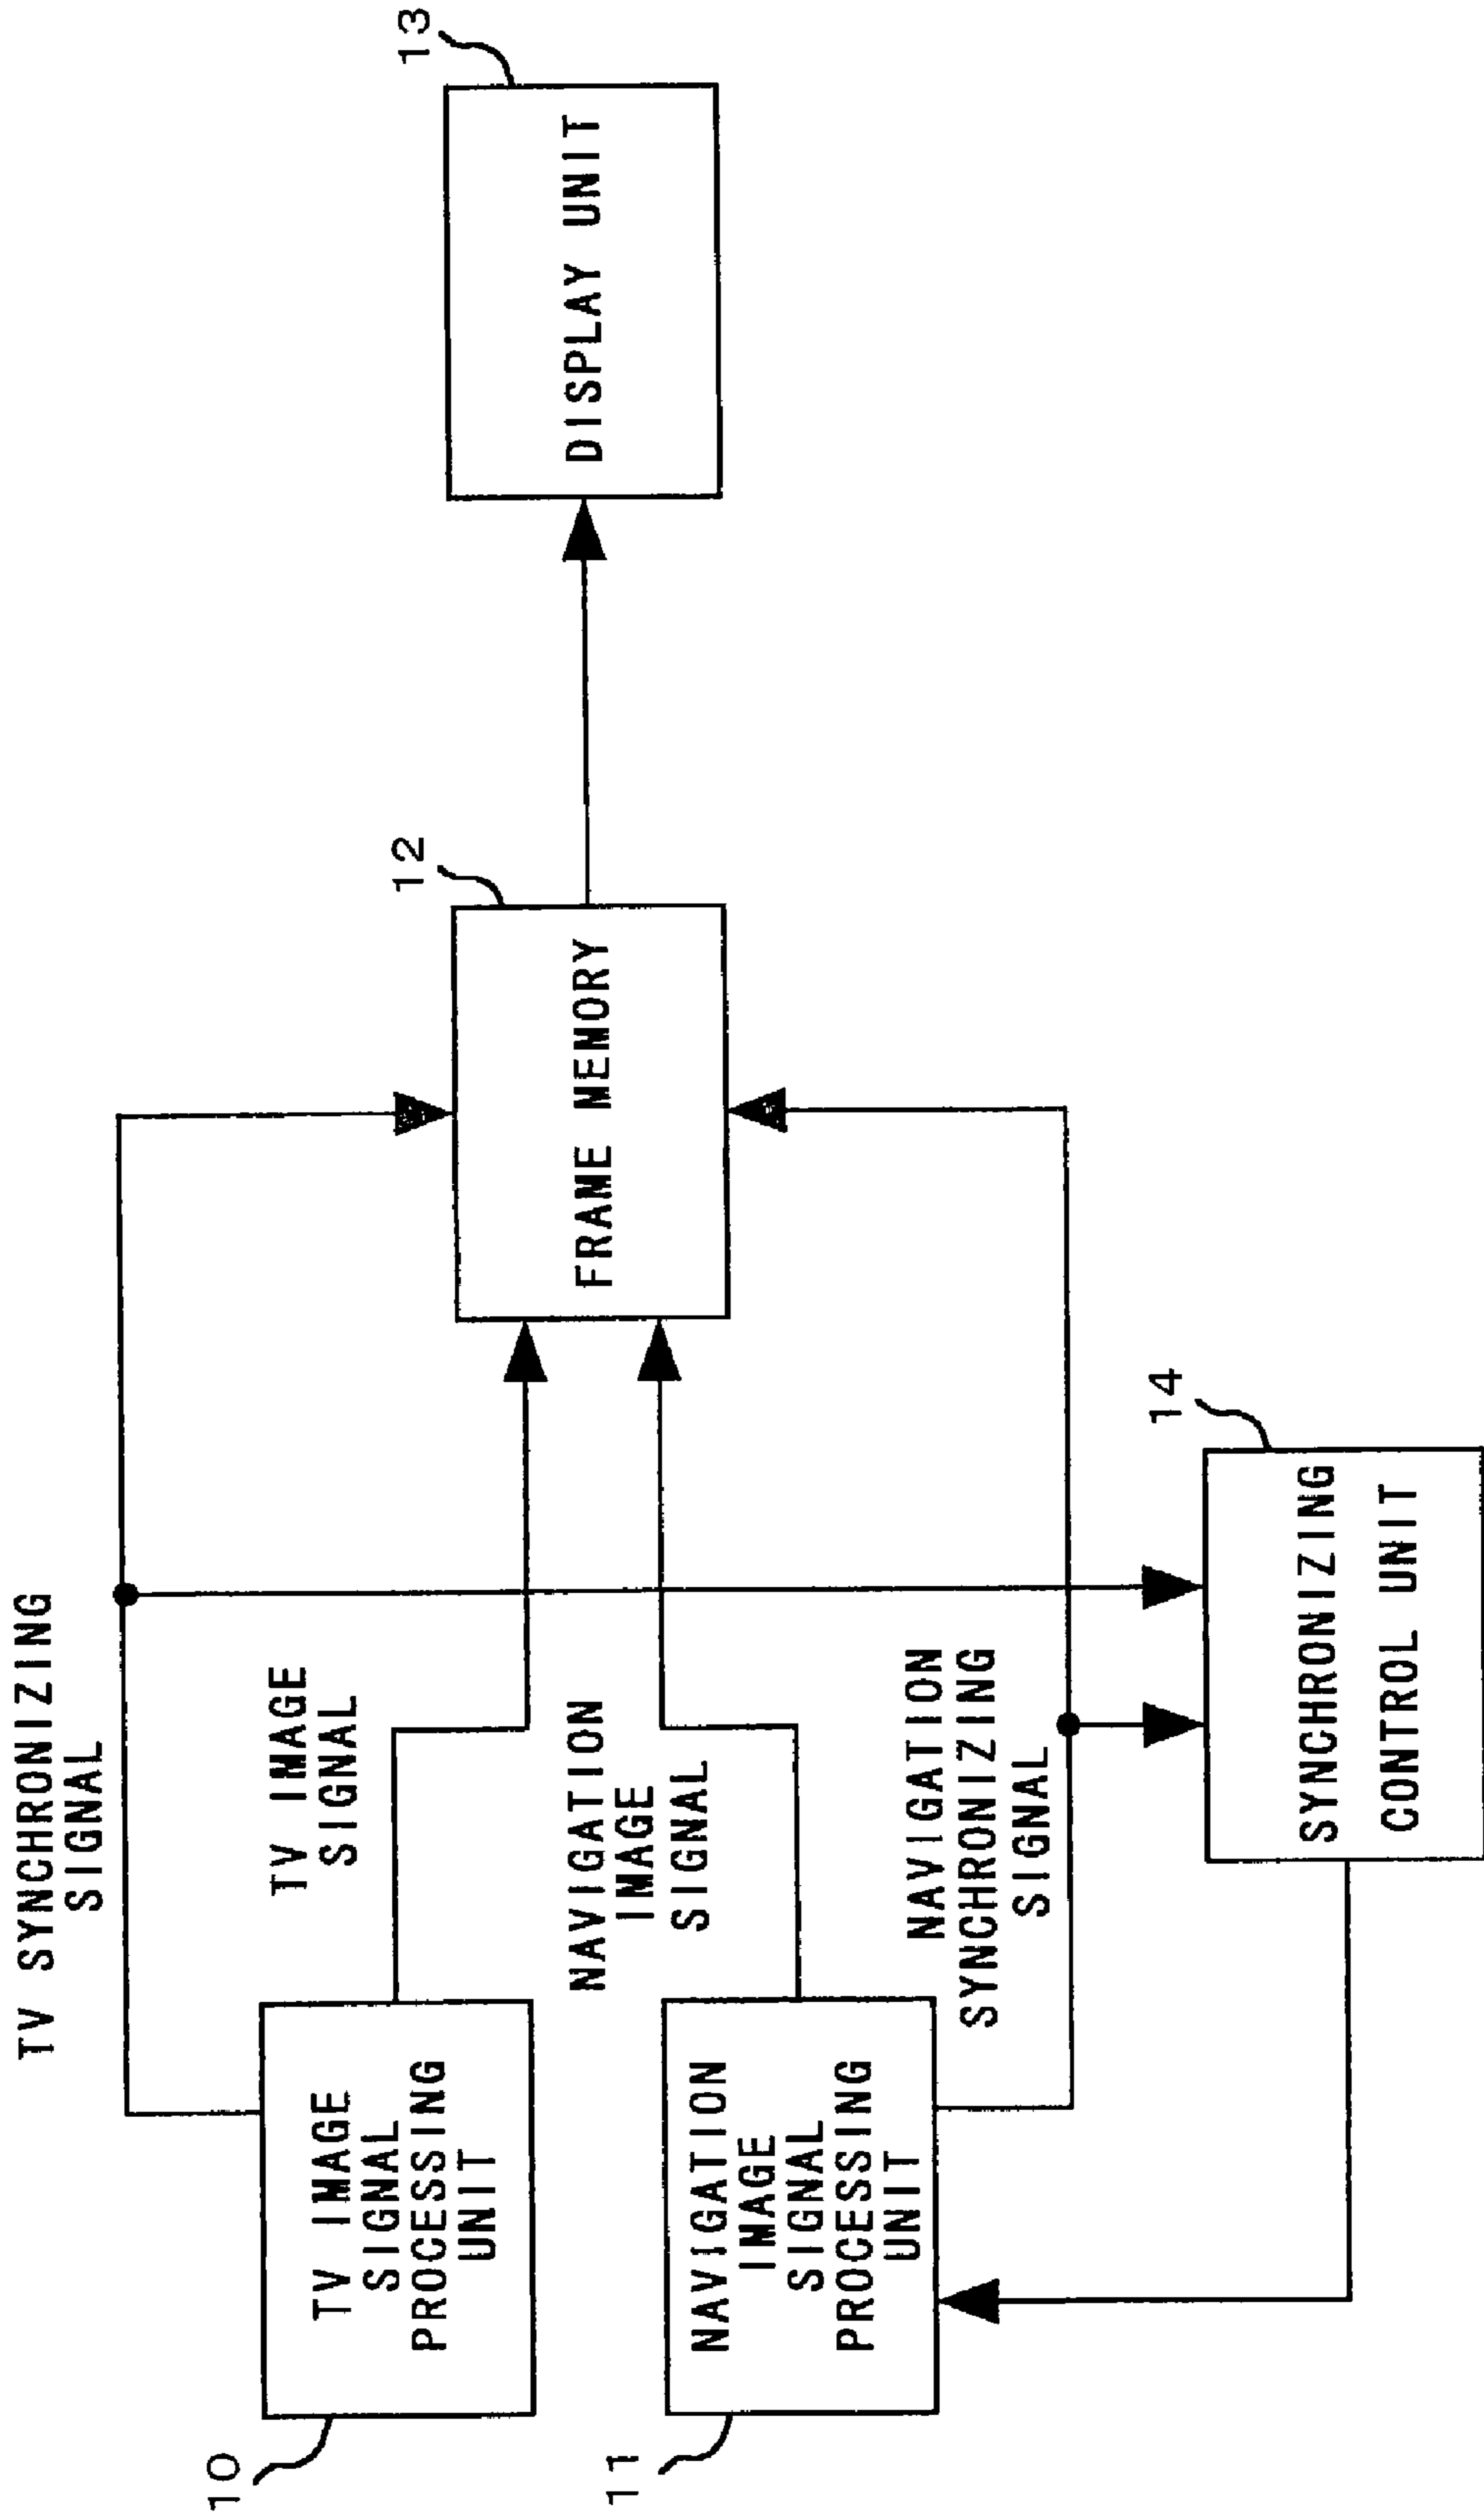 TV SYNCHRONIZING
SIGNAL
10
TV IMAGE
SIGNAL
PROCESSING
UNIT
TV IMAGE
SIGNAL
12
FRAME MEMORY
13
DISPLAY UNIT
11
NAVIGATION
IMAGE
SIGNAL
PROCESSING
UNIT
NAVIGATION
IMAGE
SIGNAL
NAVIGATION
SYNCHRONIZING
SIGNAL
14
SYNCHRONIZING
CONTROL UNIT